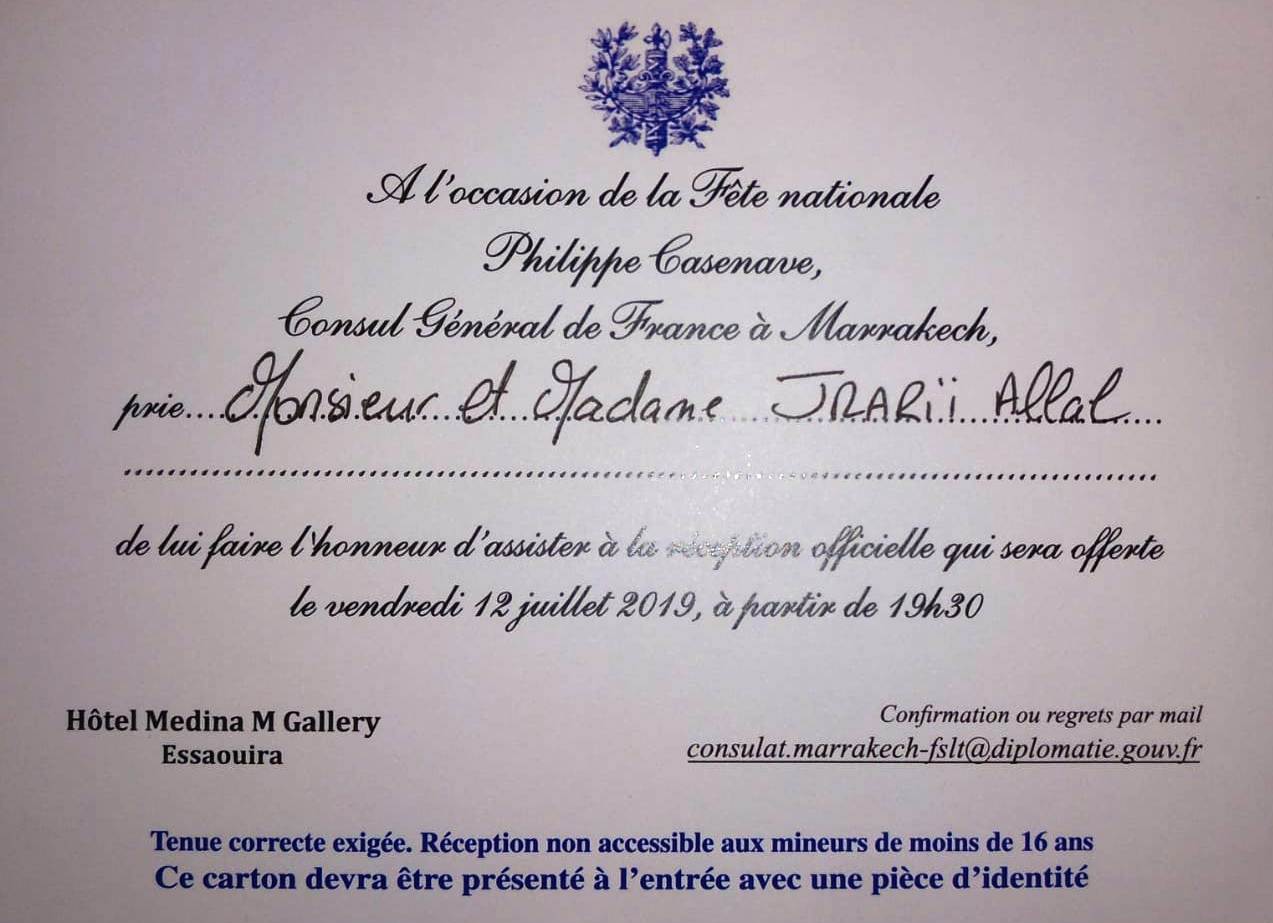 A l'occasion de la Fête nationale
Philippe Casenave,
Consul Général de France à Marrakech,
prie....Monsieur et Madame JRARiï Allal....
de lui faire l'honneur d'assister à la réception officielle qui sera offerte
le vendredi 12 juillet 2019, à partir de 19h30
Hôtel Medina M Gallery
Essaouira
Confirmation ou regrets par mail
consulat.marrakech-fslt@diplomatie.gouv.fr
Tenue correcte exigée. Réception non accessible aux mineurs de moins de 16 ans
Ce carton devra être présenté à l'entrée avec une pièce d'identité